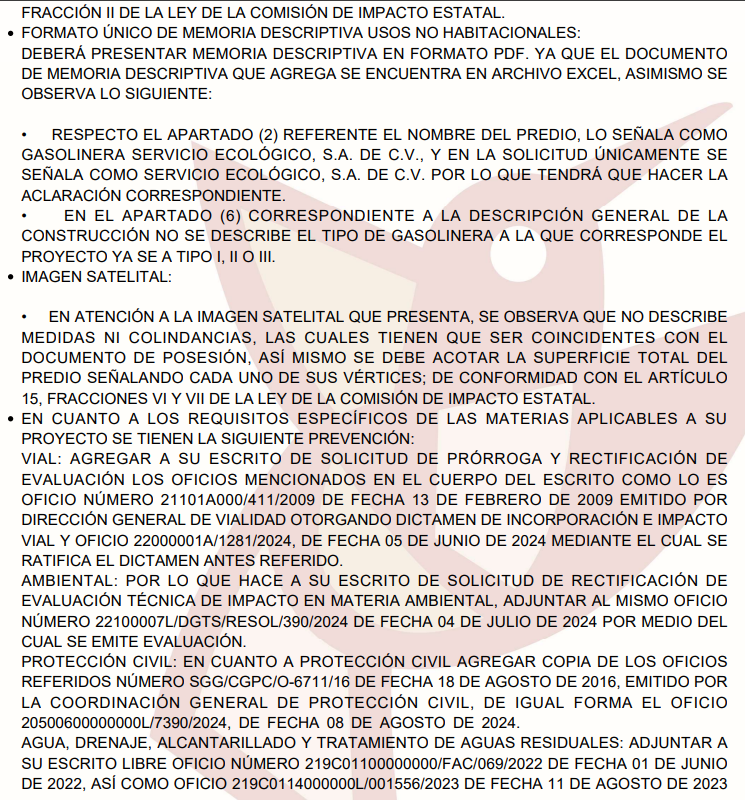 FRACCIÓN II DE LA LEY DE LA COMISIÓN DE IMPACTO ESTATAL.
• FORMATO ÚNICO DE MEMORIA DESCRIPTIVA USOS NO HABITACIONALES:
DEBERÁ PRESENTAR MEMORIA DESCRIPTIVA EN FORMATO PDF. YA QUE EL DOCUMENTO
DE MEMORIA DESCRIPTIVA QUE AGREGA SE ENCUENTRA EN ARCHIVO EXCEL, ASIMISMO SE
OBSERVA LO SIGUIENTE:
• RESPECTO EL APARTADO (2) REFERENTE EL NOMBRE DEL PREDIO, LO SEÑALA COMO
GASOLINERA SERVICIO ECOLÓGICO, S.A. DE C.V., Y EN LA SOLICITUD ÚNICAMENTE SE
SEÑALA COMO SERVICIO ECOLÓGICO, S.A. DE C.V. POR LO QUE TENDRÁ QUE HACER LA
ACLARACIÓN CORRESPONDIENTE.
• EN EL APARTADO (6) CORRESPONDIENTE A LA DESCRIPCIÓN GENERAL DE LA
CONSTRUCCIÓN NO SE DESCRIBE EL TIPO DE GASOLINERA A LA QUE CORRESPONDE EL
PROYECTO YA SE A TIPO I, II O III.
• IMAGEN SATELITAL:
• EN ATENCIÓN A LA IMAGEN SATELITAL QUE PRESENTA, SE OBSERVA QUE NO DESCRIBE
MEDIDAS NI COLINDANCIAS, LAS CUALES TIENEN QUE SER COINCIDENTES CON EL
DOCUMENTO DE POSESIÓN, ASÍ MISMO SE DEBE ACOTAR LA SUPERFICIE TOTAL DEL
PREDIO SEÑALANDO CADA UNO DE SUS VÉRTICES; DE CONFORMIDAD CON EL ARTÍCULO
15, FRACCIONES VI Y VII DE LA LEY DE LA COMISIÓN DE IMPACTO ESTATAL.
• EN CUANTO A LOS REQUISITOS ESPECÍFICOS DE LAS MATERIAS APLICABLES A SU
PROYECTO SE TIENEN LA SIGUIENTE PREVENCIÓN:
VIAL: AGREGAR A SU ESCRITO DE SOLICITUD DE PRÓRROGA Y RECTIFICACIÓN DE
EVALUACIÓN LOS OFICIOS MENCIONADOS EN EL CUERPO DEL ESCRITO COMO LO ES
OFICIO NÚMERO 21101A000/411/2009 DE FECHA 13 DE FEBRERO DE 2009 EMITIDO POR
DIRECCIÓN GENERAL DE VIALIDAD OTORGANDO DICTAMEN DE INCORPORACIÓN E IMPACTO
VIAL Y OFICIO 22000001A/1281/2024, DE FECHA 05 DE JUNIO DE 2024 MEDIANTE EL CUAL SE
RATIFICA EL DICTAMEN ANTES REFERIDO.
AMBIENTAL: POR LO QUE HACE A SU ESCRITO DE SOLICITUD DE RECTIFICACIÓN DE
EVALUACIÓN TÉCNICA DE IMPACTO EN MATERIA AMBIENTAL, ADJUNTAR AL MISMO OFICIO
NÚMERO 22100007L/DGTS/RESOL/390/2024 DE FECHA 04 DE JULIO DE 2024 POR MEDIO DEL
CUAL SE EMITE EVALUACIÓN.
PROTECCIÓN CIVIL: EN CUANTO A PROTECCIÓN CIVIL AGREGAR COPIA DE LOS OFICIOS
REFERIDOS NÚMERO SGG/CGPC/O-6711/16 DE FECHA 18 DE AGOSTO DE 2016, EMITIDO POR
LA COORDINACIÓN GENERAL DE PROTECCIÓN CIVIL, DE IGUAL FORMA EL OFICIO
20500600000000L/7390/2024, DE FECHA 08 DE AGOSTO DE 2024.
AGUA, DRENAJE, ALCANTARILLADO Y TRATAMIENTO DE AGUAS RESIDUALES: ADJUNTAR A
SU ESCRITO LIBRE OFICIO NÚMERO 219C01100000000/FAC/069/2022 DE FECHA 01 DE JUNIO
DE 2022, ASÍ COMO OFICIO 219C0114000000L/001556/2023 DE FECHA 11 DE AGOSTO DE 2023